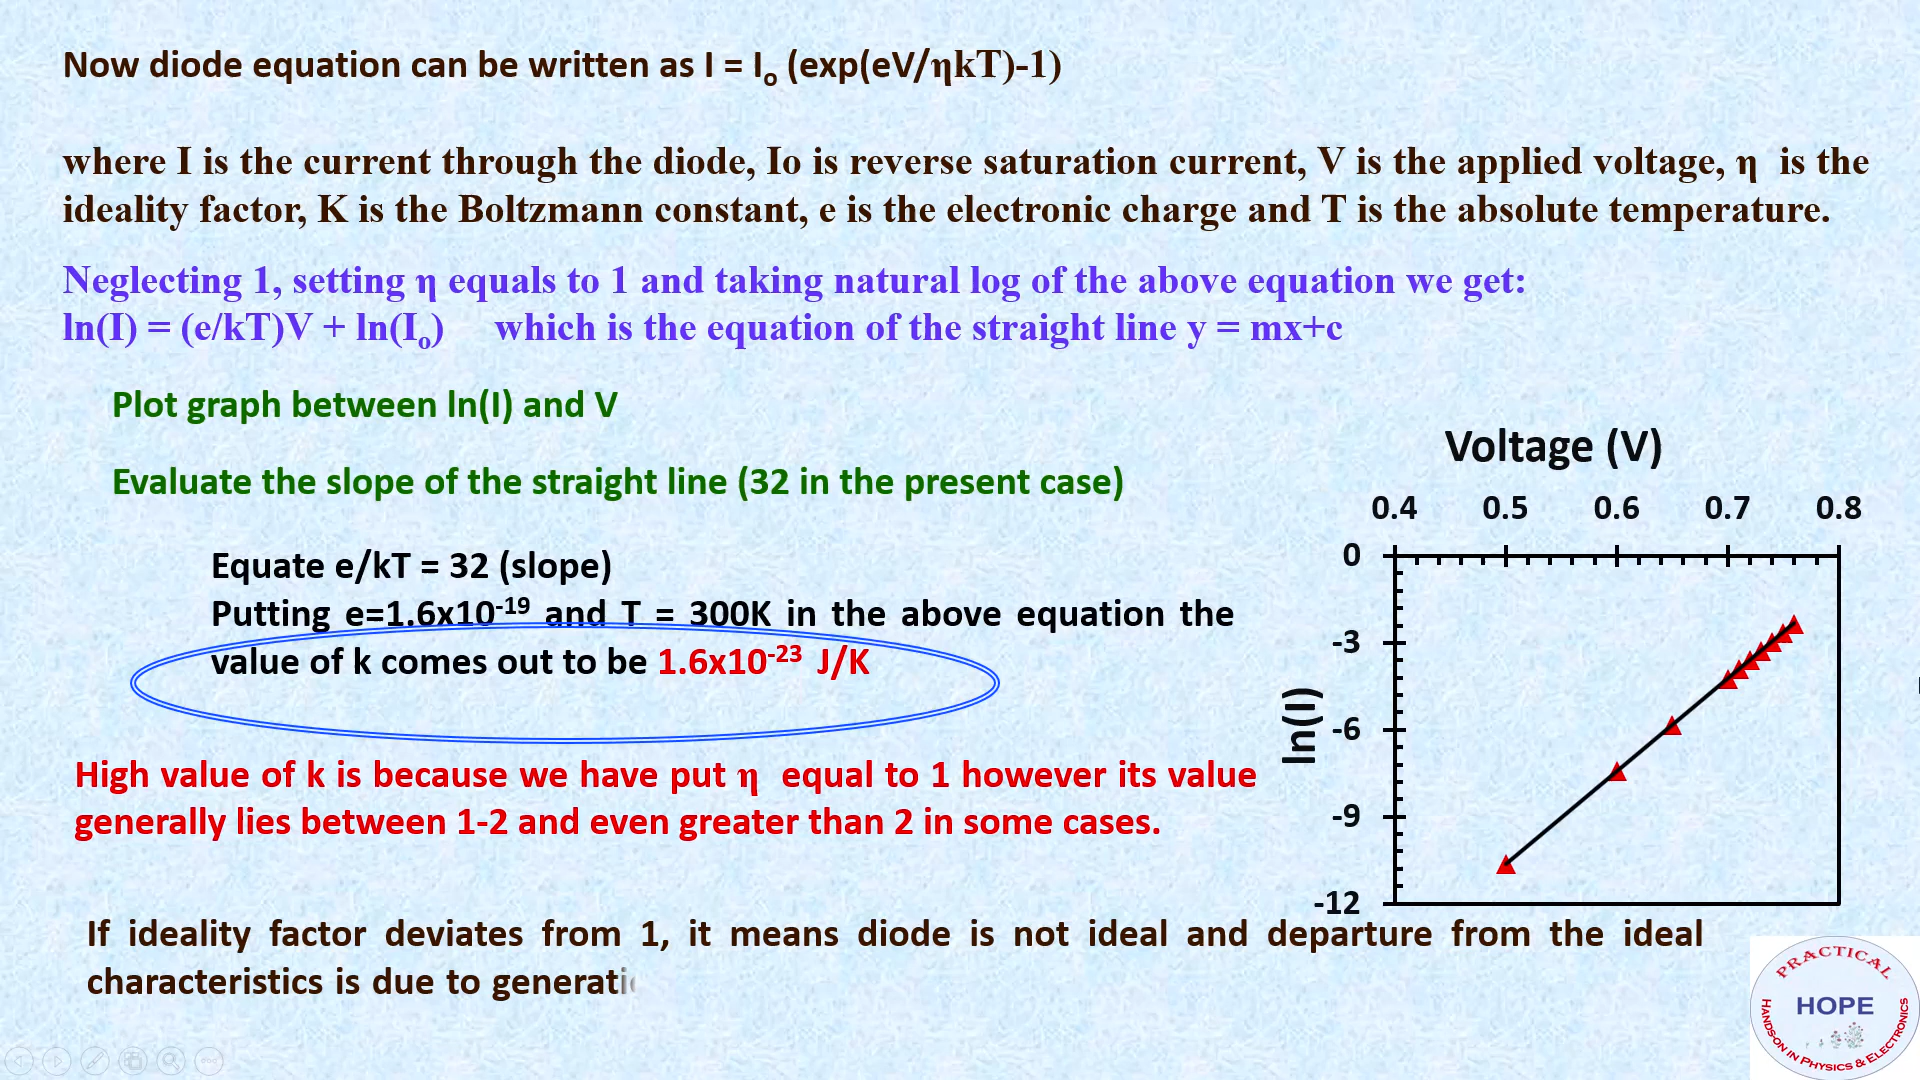 Now diode equation can be written as I = Iₒ (exp(eV/ηkT)-1)
where I is the current through the diode, Io is reverse saturation current, V is the applied voltage, η is the
ideality factor, K is the Boltzmann constant, e is the electronic charge and T is the absolute temperature.
Neglecting 1, setting η equals to 1 and taking natural log of the above equation we get:
ln(I) = (e/kT)V + ln(Iₒ) which is the equation of the straight line y = mx+c
Plot graph between ln(I) and V
Evaluate the slope of the straight line (32 in the present case)
Equate e/kT = 32 (slope)
Putting e=1.6x10⁻¹⁹ and T = 300K in the above equation the
value of k comes out to be 1.6x10⁻²³ J/K
High value of k is because we have put η equal to 1 however its value
generally lies between 1-2 and even greater than 2 in some cases.
Voltage (V)
0.4 0.5 0.6 0.7 0.8
0
-3
-6
-9
-12
ln(I)
If ideality factor deviates from 1, it means diode is not ideal and departure from the ideal
characteristics is due to generati
PRACTICAL
HOPE
HANDS-ON IN PHYSICS & ELECTRONICS